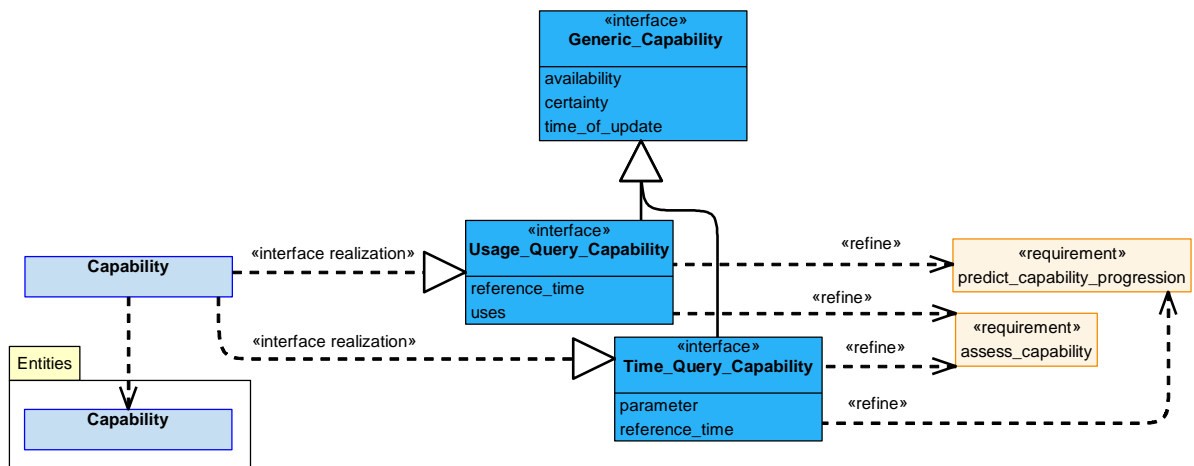 «interface»
Generic_Capability
availability
certainty
time_of_update
«interface»
Usage_Query_Capability
reference_time
uses
«interface realization»
Capability
«refine»
«requirement»
predict_capability_progression
«refine»
«requirement»
assess_capability
«interface realization»
«interface»
Time_Query_Capability
parameter
reference_time
«refine»
«refine»
Entities
Capability